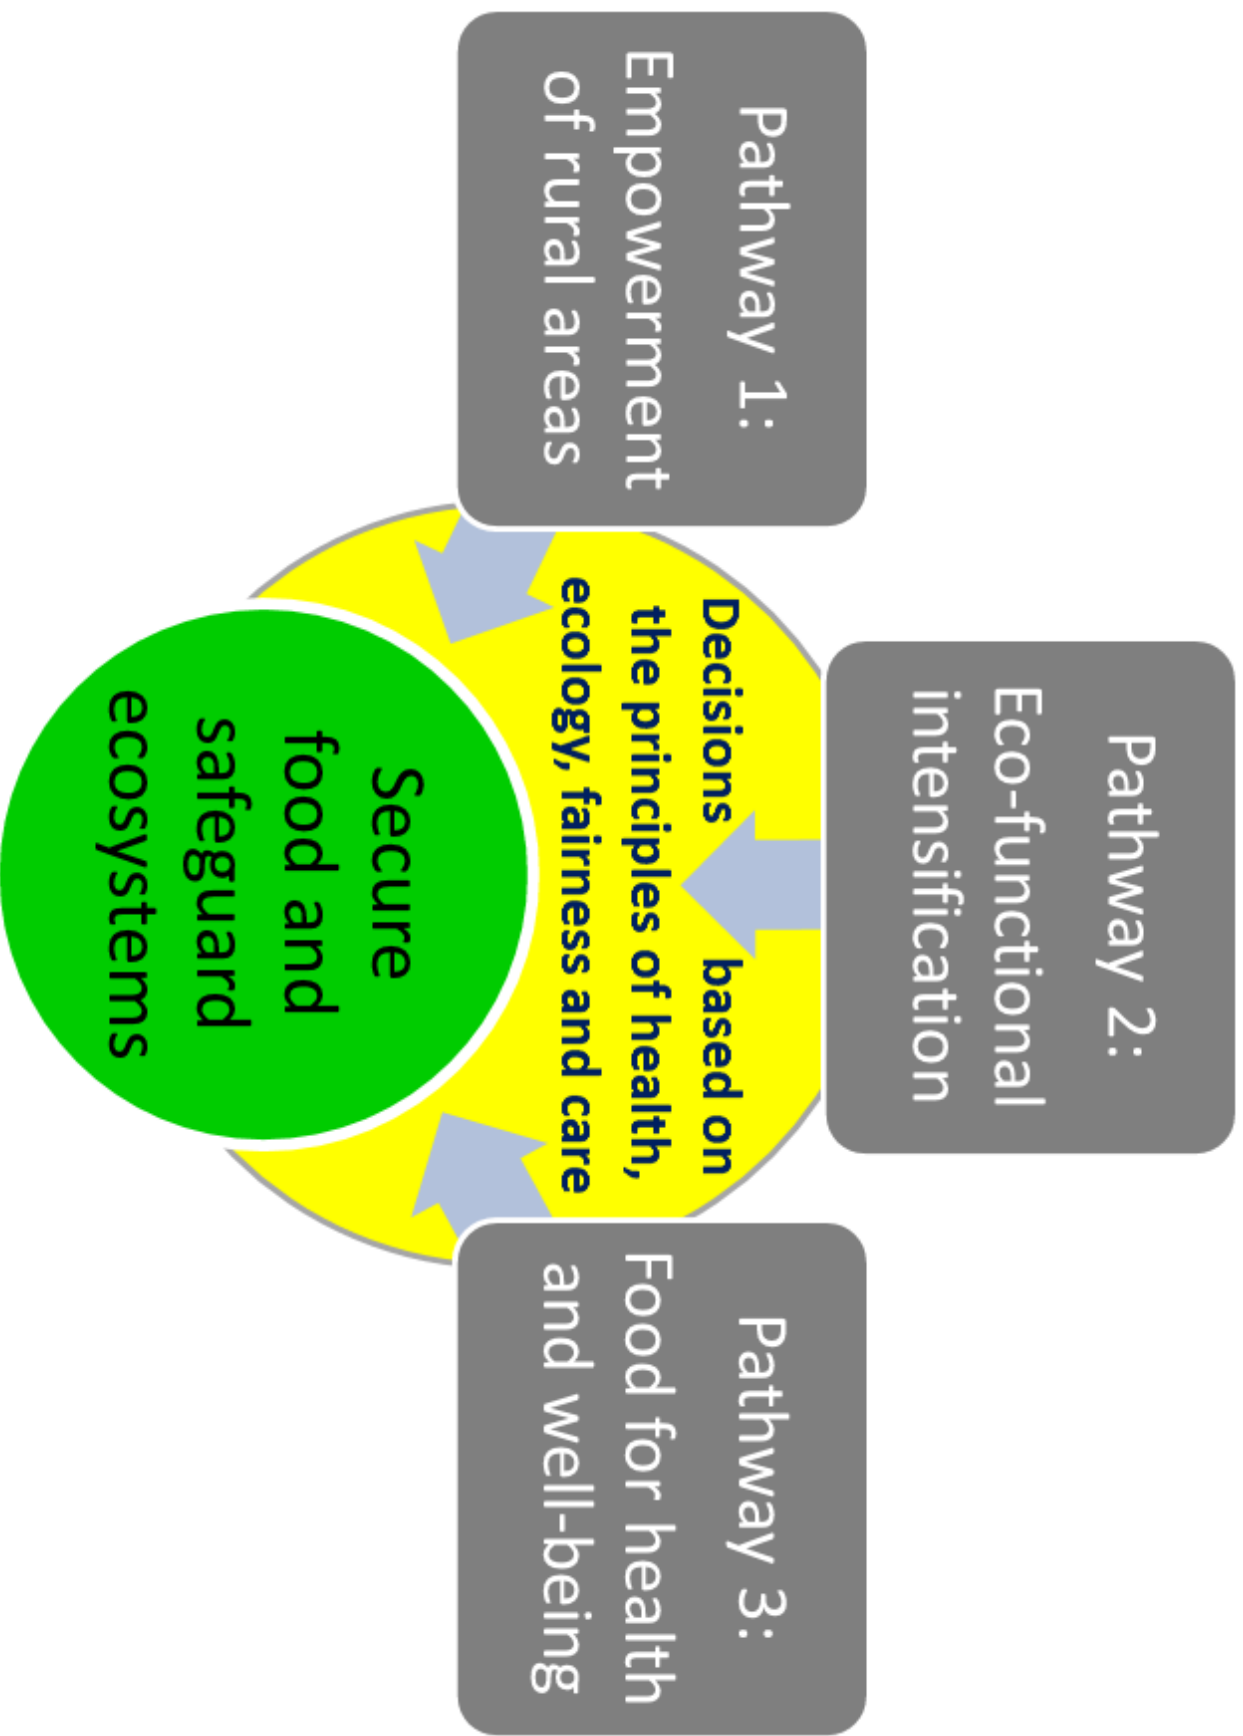 Pathway 1:
Empowerment
of rural areas
Pathway 2:
Eco-functional
intensification
Pathway 3:
Food for health
and well-being
Decisions based on
the principles of health,
ecology, fairness and care
Secure
food and
safeguard
ecosystems